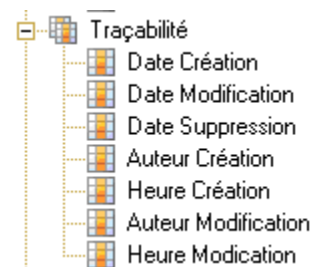 Traçabilité
Date Création
Date Modification
Date Suppression
Auteur Création
Heure Création
Auteur Modification
Heure Modication